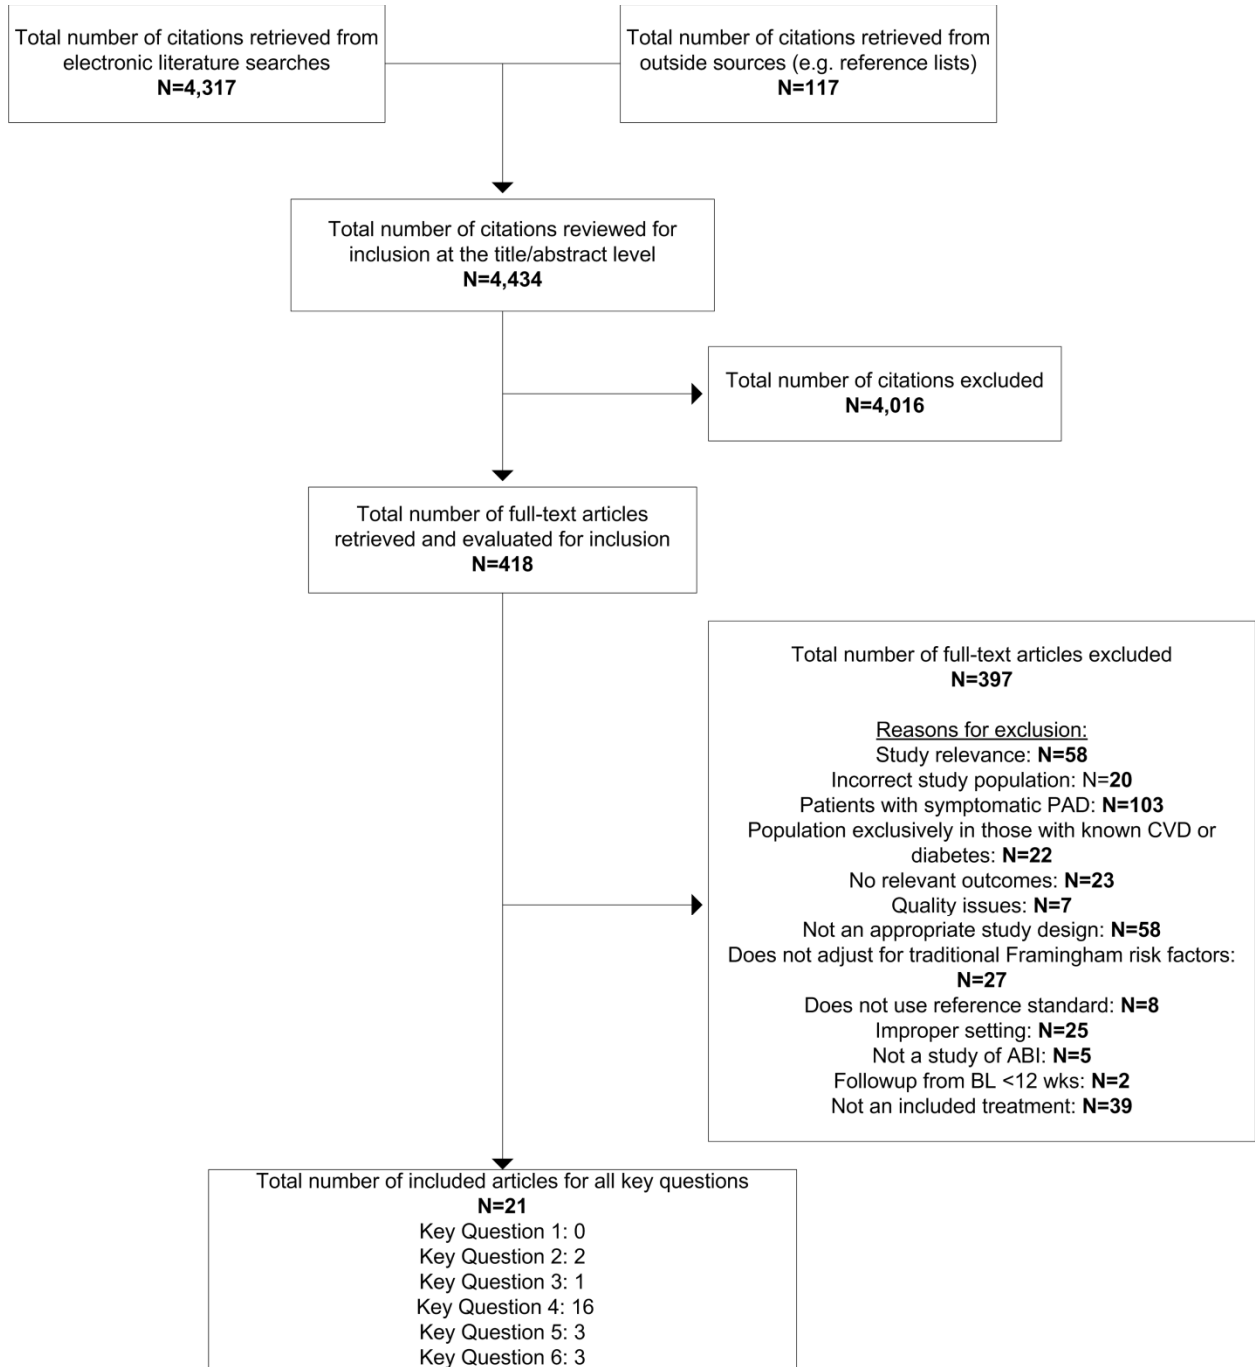 Total number of citations retrieved from
electronic literature searches
N=4,317
Total number of citations retrieved from
outside sources (e.g. reference lists)
N=117
Total number of citations reviewed for
inclusion at the title/abstract level
N=4,434
Total number of citations excluded
N=4,016
Total number of full-text articles
retrieved and evaluated for inclusion
N=418
Total number of full-text articles excluded
N=397
Reasons for exclusion:
Study relevance: N=58
Incorrect study population: N=20
Patients with symptomatic PAD: N=103
Population exclusively in those with known CVD or
diabetes: N=22
No relevant outcomes: N=23
Quality issues: N=7
Not an appropriate study design: N=58
Does not adjust for traditional Framingham risk factors:
N=27
Does not use reference standard: N=8
Improper setting: N=25
Not a study of ABI: N=5
Followup from BL <12 wks: N=2
Not an included treatment: N=39
Total number of included articles for all key questions
N=21
Key Question 1: 0
Key Question 2: 2
Key Question 3: 1
Key Question 4: 16
Key Question 5: 3
Key Question 6: 3